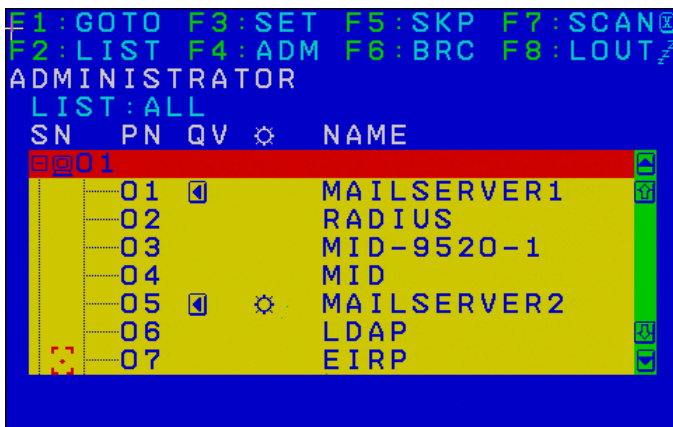 F1:GOTO F3:SET F5:SKP F7:SCAN
F2:LIST F4:ADM F6:BRC F8:LOUT zz
ADMINISTRATOR
LIST:ALL
SN PN QV ☼ NAME
01
01 MAILSERVER1
02 RADIUS
03 MID-9520-1
04 MID
05 ☼ MAILSERVER2
06 LDAP
07 EIRP